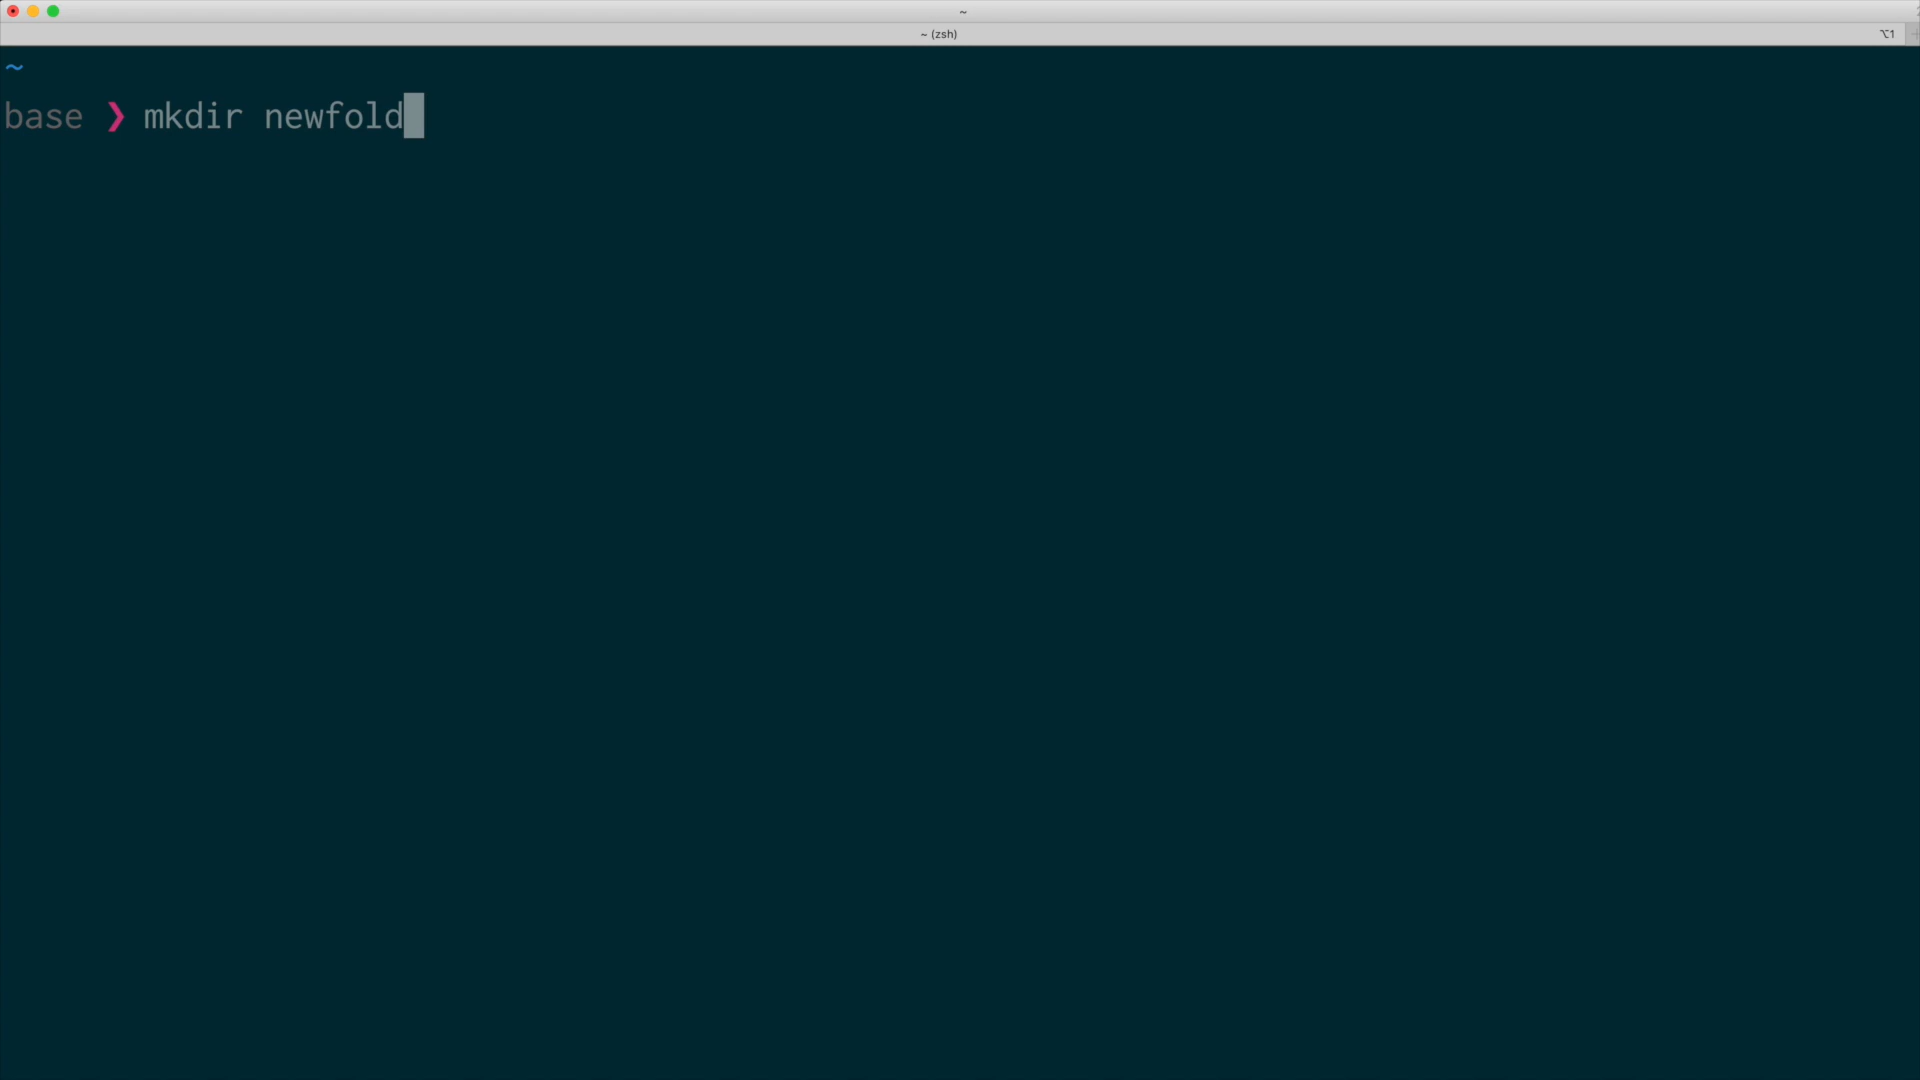 ~
~ (zsh)
⌥1
~
base ❯ mkdir newfold